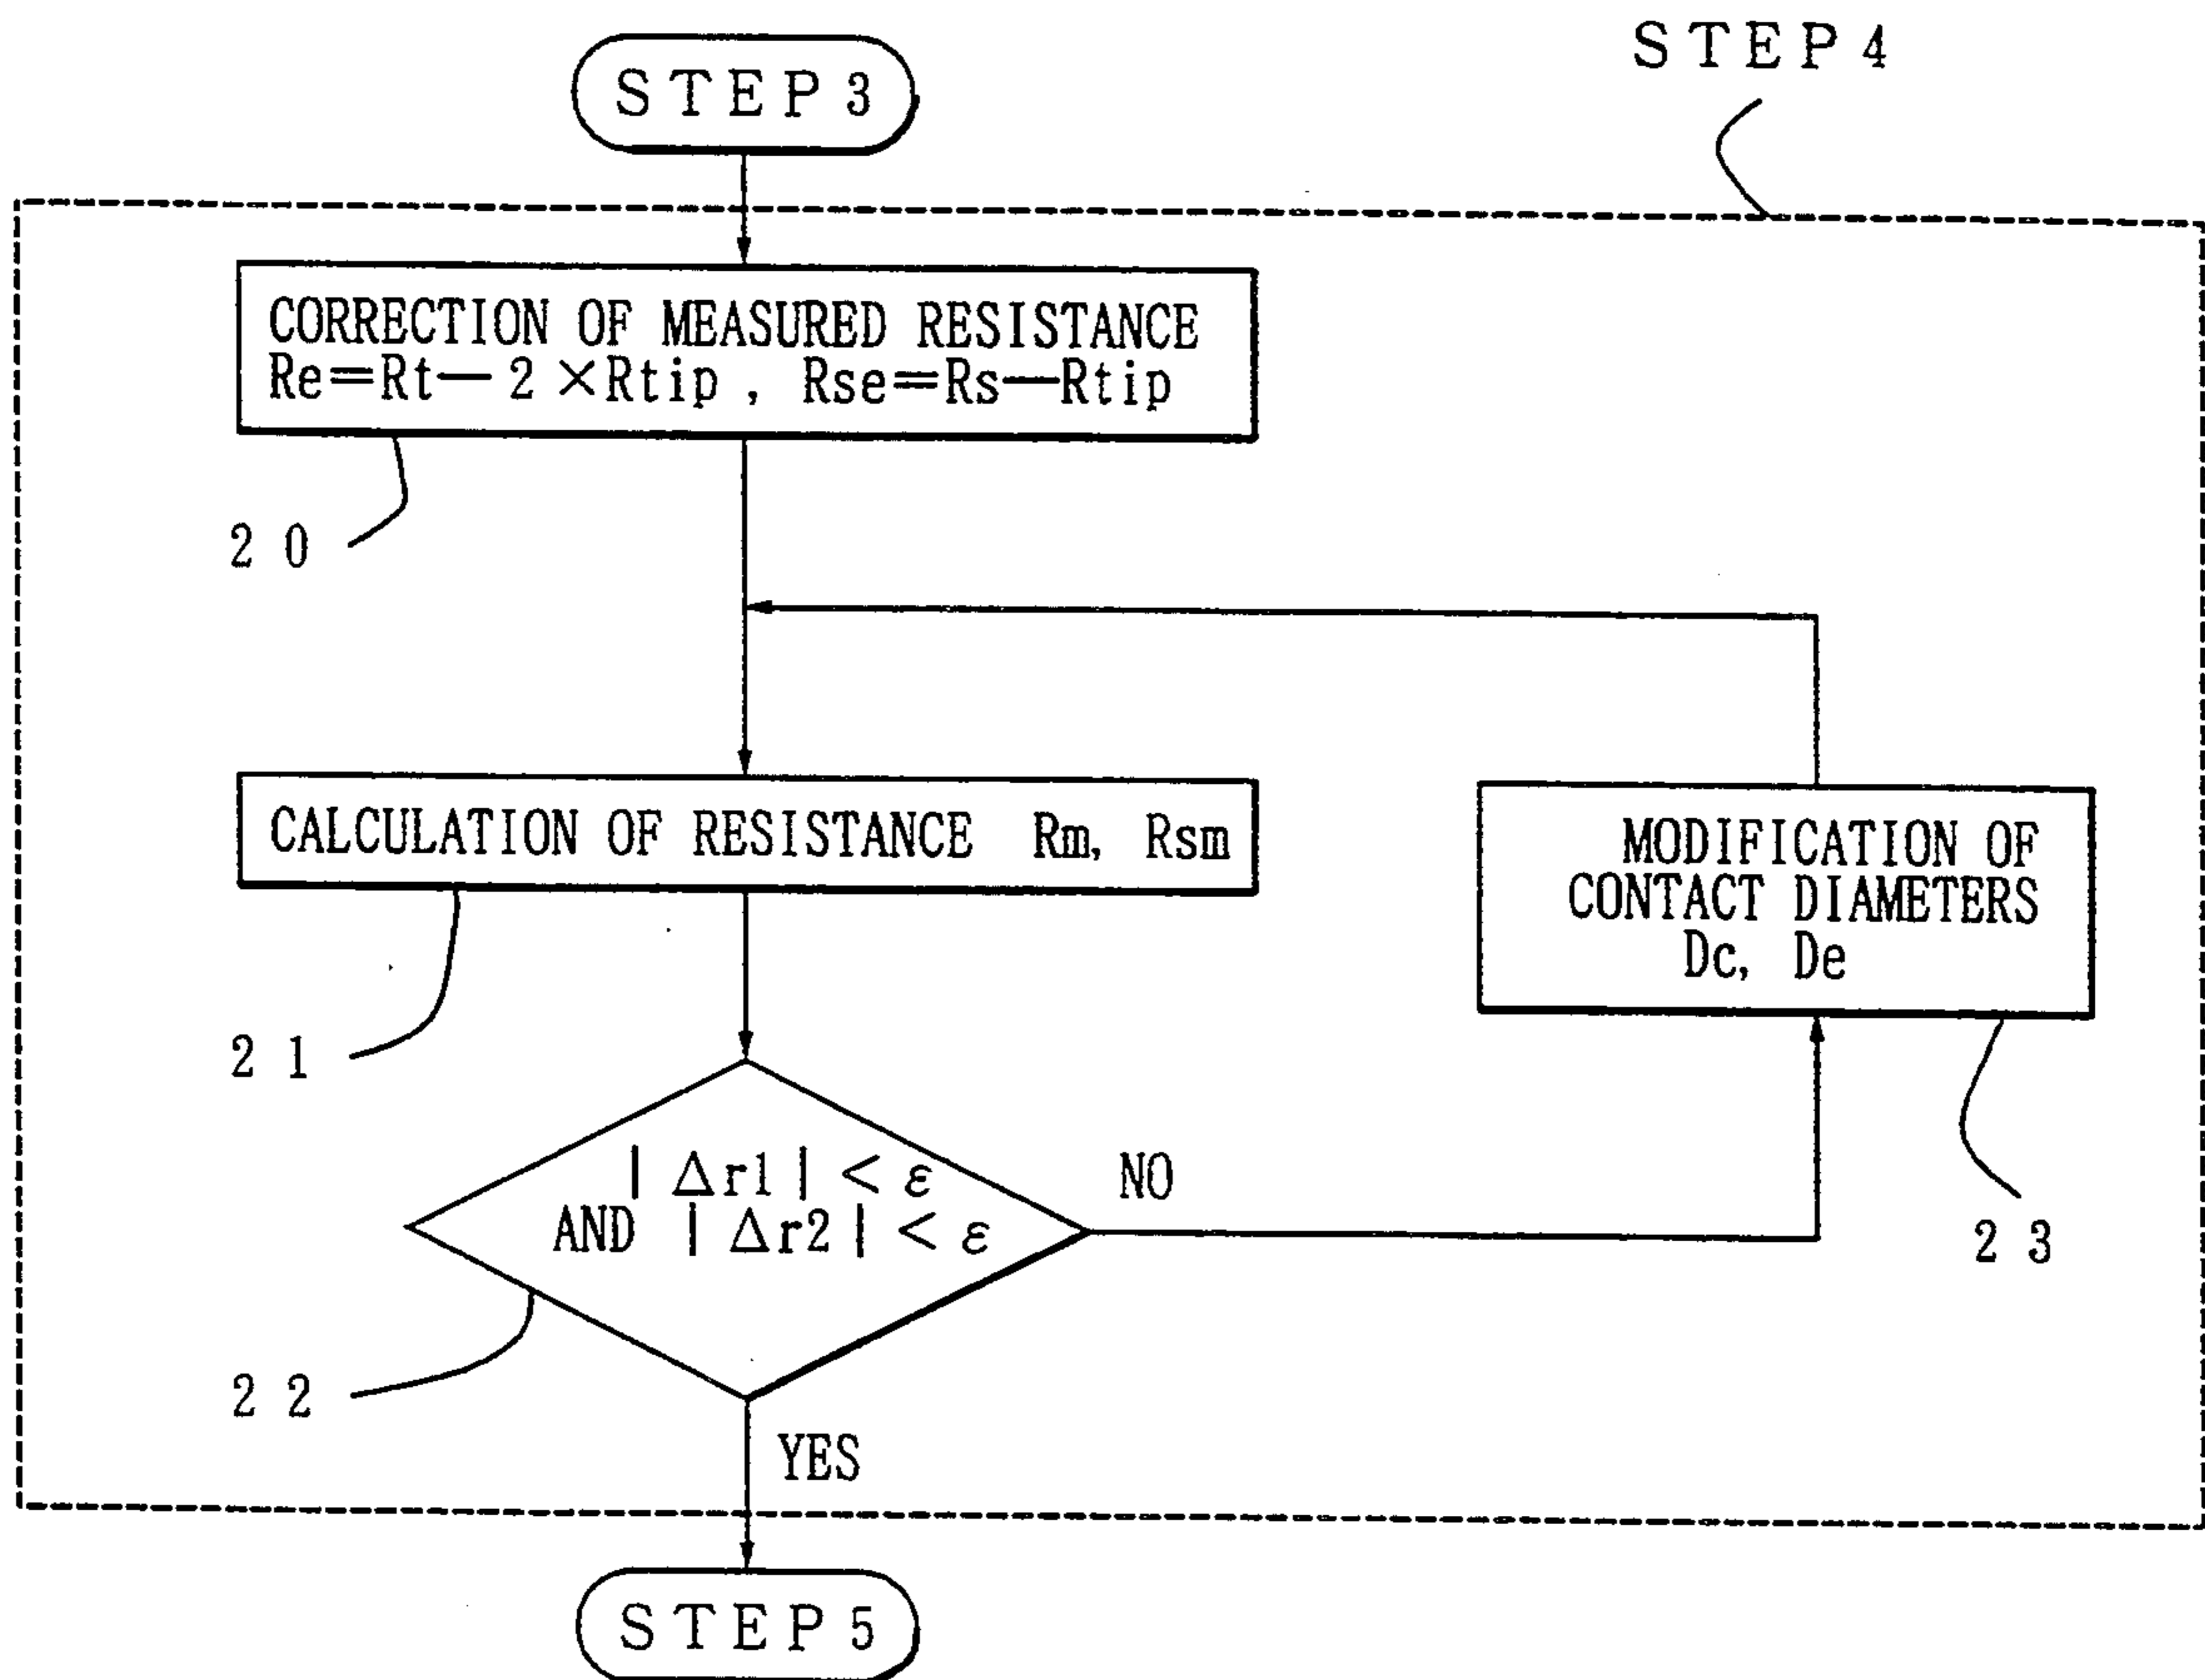 STEP4
STEP3
CORRECTION OF MEASURED RESISTANCE
Re=Rt−2×Rtip, Rse=Rs−Rtip
20
CALCULATION OF RESISTANCE Rm, Rsm
MODIFICATION OF
CONTACT DIAMETERS
Dc, De
21
|Δr1|<ε
AND |Δr2|<ε
NO
23
22
YES
STEP5